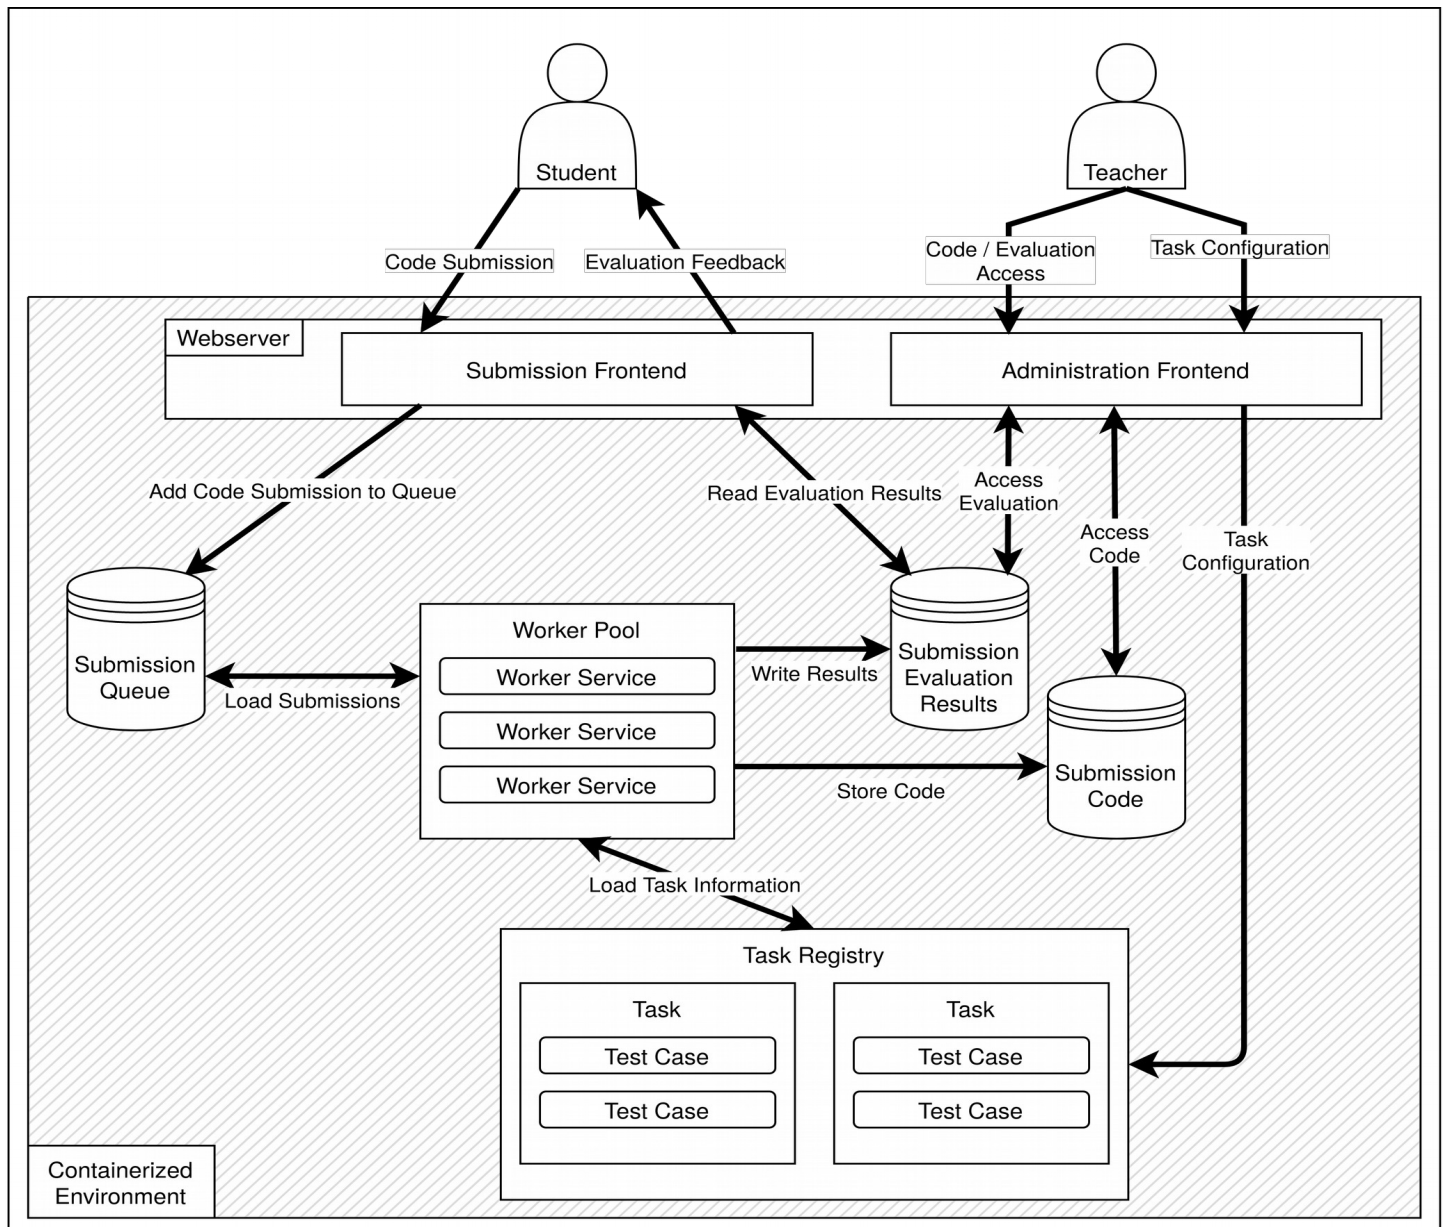 Student
Teacher
Code Submission
Evaluation Feedback
Code / Evaluation
Access
Task Configuration
Webserver
Submission Frontend
Administration Frontend
Add Code Submission to Queue
Read Evaluation Results
Access
Evaluation
Access
Code
Task
Configuration
Submission
Queue
Load Submissions
Worker Pool
Worker Service
Worker Service
Worker Service
Write Results
Submission
Evaluation
Results
Store Code
Submission
Code
Load Task Information
Task Registry
Task
Test Case
Test Case
Task
Test Case
Test Case
Containerized
Environment